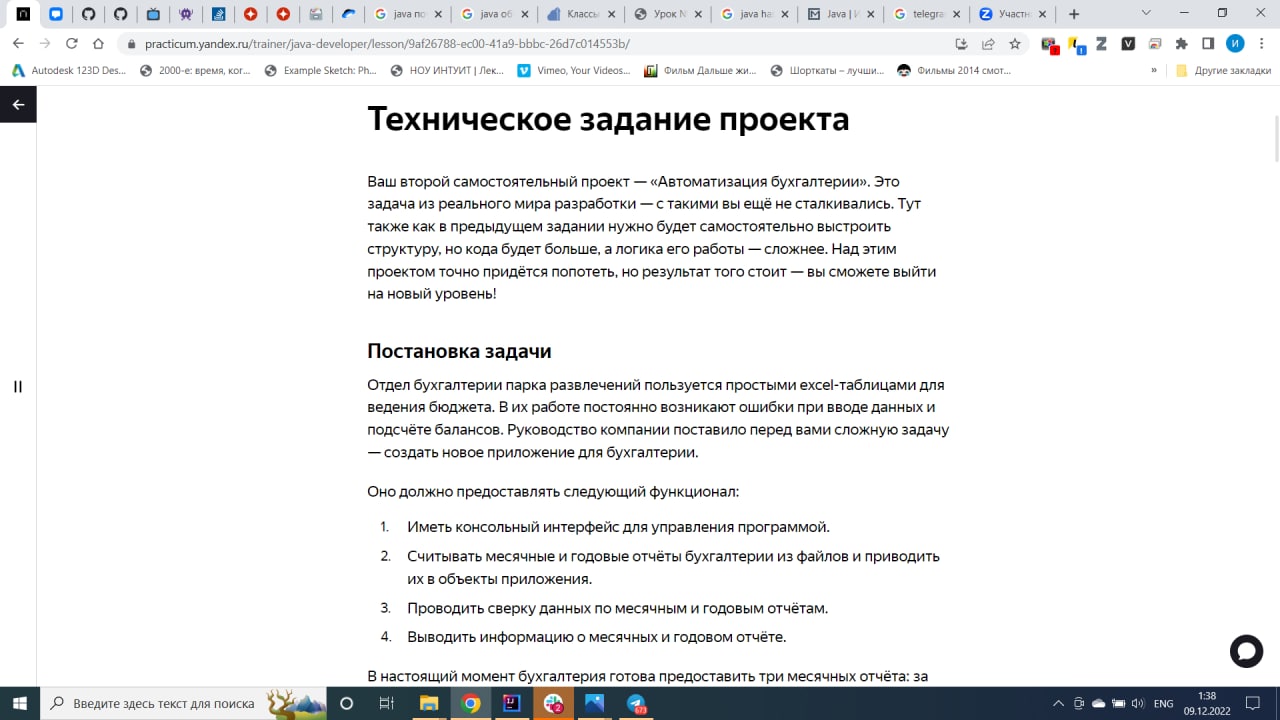 java по
java об
Классы
Урок №
java ha
Java | И
telegra
Участн
practicum.yandex.ru/trainer/java-developer/lesson/9af26786-ec00-41a9-bbbc-26d7c014553b/
Autodesk 123D Des...
2000-е: время, ког...
Example Sketch: Ph...
НОУ ИНТУИТ | Лек...
Vimeo, Your Videos...
Фильм Дальше жи...
Шорткаты – лучши...
Фильмы 2014 смот...
»
Другие закладки
Техническое задание проекта
Ваш второй самостоятельный проект — «Автоматизация бухгалтерии». Это
задача из реального мира разработки — с такими вы ещё не сталкивались. Тут
также как в предыдущем задании нужно будет самостоятельно выстроить
структуру, но кода будет больше, а логика его работы — сложнее. Над этим
проектом точно придётся попотеть, но результат того стоит — вы сможете выйти
на новый уровень!
Постановка задачи
Отдел бухгалтерии парка развлечений пользуется простыми excel-таблицами для
ведения бюджета. В их работе постоянно возникают ошибки при вводе данных и
подсчёте балансов. Руководство компании поставило перед вами сложную задачу
— создать новое приложение для бухгалтерии.
Оно должно предоставлять следующий функционал:
1. Иметь консольный интерфейс для управления программой.
2. Считывать месячные и годовые отчёты бухгалтерии из файлов и приводить
их в объекты приложения.
3. Проводить сверку данных по месячным и годовым отчётам.
4. Выводить информацию о месячных и годовом отчёте.
В настоящий момент бухгалтерия готова предоставить три месячных отчёта: за
Введите здесь текст для поиска
673
ENG
1:38
09.12.2022